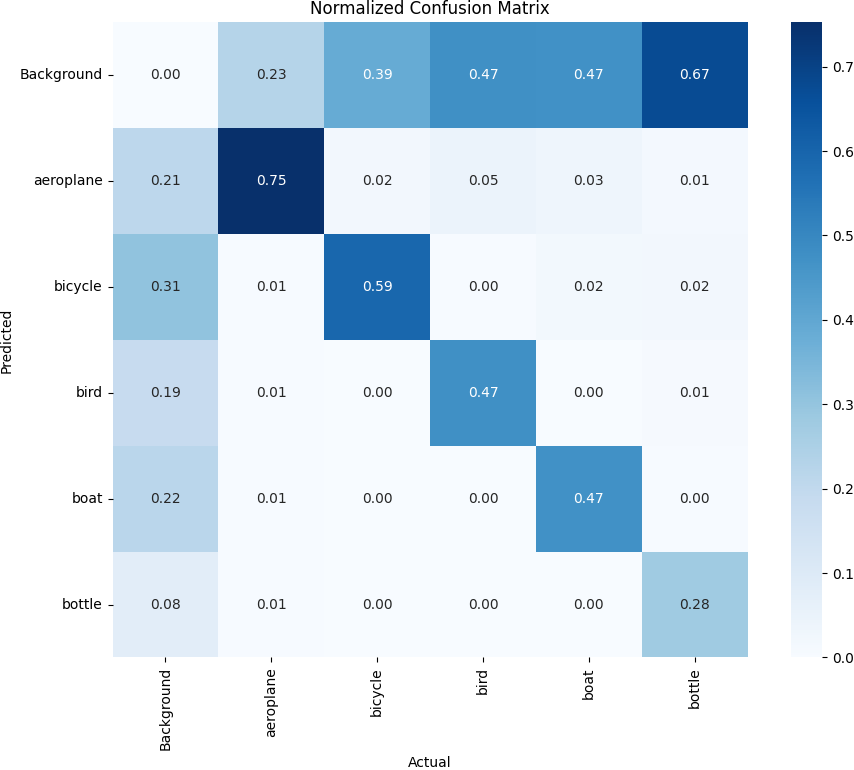 Normalized Confusion Matrix
Predicted
Background 0.00 0.23 0.39 0.47 0.47 0.67
aeroplane 0.21 0.75 0.02 0.05 0.03 0.01
bicycle 0.31 0.01 0.59 0.00 0.02 0.02
bird 0.19 0.01 0.00 0.47 0.00 0.01
boat 0.22 0.01 0.00 0.00 0.47 0.00
bottle 0.08 0.01 0.00 0.00 0.00 0.28
Background aeroplane bicycle bird boat bottle
Actual
0.7
0.6
0.5
0.4
0.3
0.2
0.1
0.0